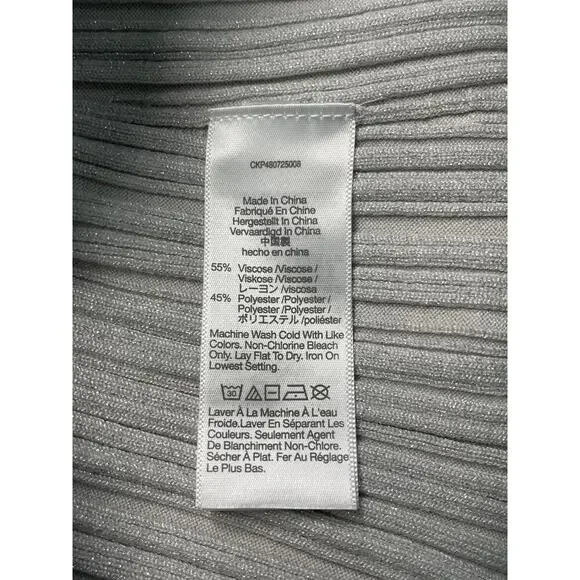 CKP480725008
Made In China
Fabriqué En Chine
Hergestellt In China
Vervaardigd In China
中国製
hecho en china
55% Viscose /Viscose /
Viskose /Viscose /
レーヨン /viscosa
45% Polyester /Polyester /
Polyester /Polyester /
ポリエステル /poliéster
Machine Wash Cold With Like
Colors. Non-Chlorine Bleach
Only. Lay Flat To Dry. Iron On
Lowest Setting.
30
Laver À La Machine À L'eau
Froide.Laver En Séparant Les
Couleurs. Seulement Agent
De Blanchiment Non-Chlore.
Sécher À Plat. Fer Au Réglage
Le Plus Bas.